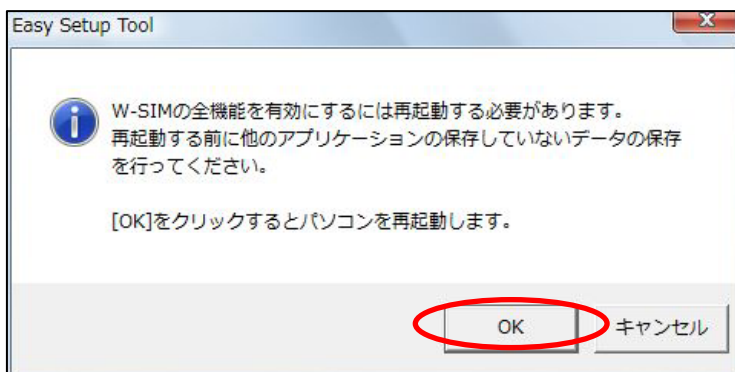 Easy Setup Tool
W-SIMの全機能を有効にするには再起動する必要があります。
再起動する前に他のアプリケーションの保存していないデータの保存
を行ってください。
[OK]をクリックするとパソコンを再起動します。
OK
キャンセル